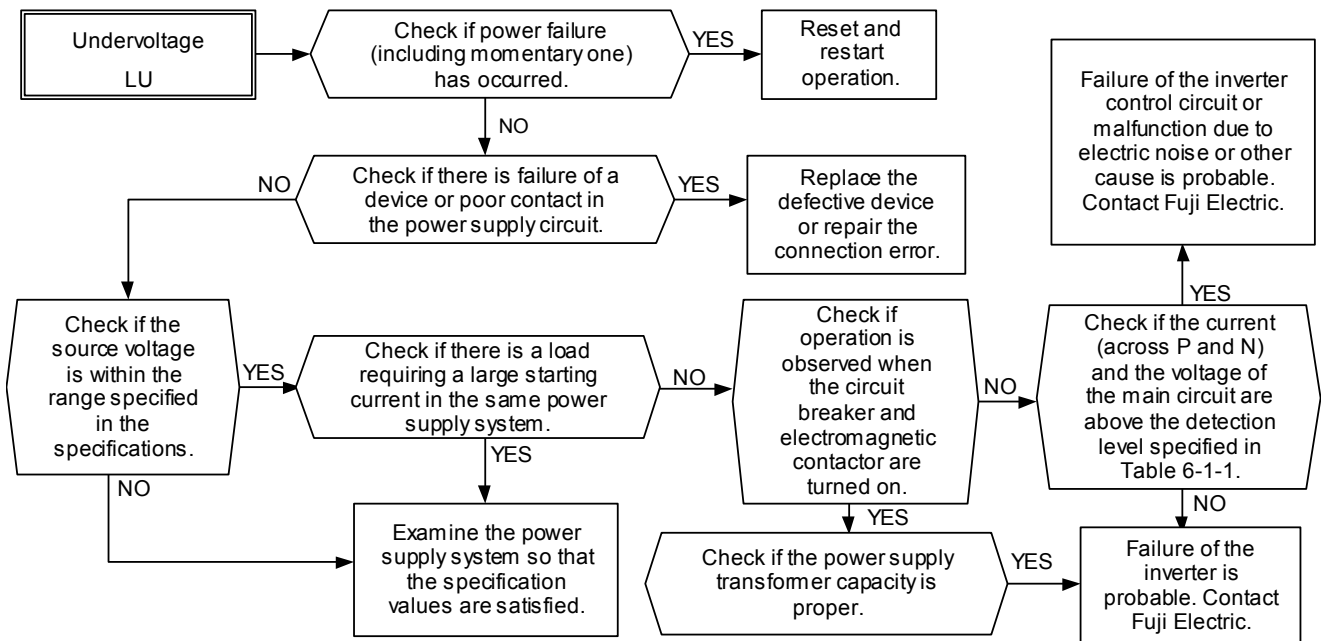 Undervoltage
LU
Check if power failure
(including momentary one)
has occurred.
YES
Reset and
restart
operation.
NO
Check if there is failure of a
device or poor contact in
the power supply circuit.
YES
Replace the
defective device
or repair the
connection error.
NO
Check if the
source voltage
is within the
range specified
in the
specifications.
YES
Check if there is a load
requiring a large starting
current in the same power
supply system.
NO
Check if
operation is
observed when
the circuit
breaker and
electromagnetic
contactor are
turned on.
NO
Check if the current
(across P and N)
and the voltage of
the main circuit are
above the detection
level specified in
Table 6-1-1.
YES
Failure of the inverter
control circuit or
malfunction due to
electric noise or other
cause is probable.
Contact Fuji Electric.
NO
YES
Examine the power
supply system so that
the specification
values are satisfied.
YES
Check if the power supply
transformer capacity is
proper.
YES
NO
Failure of the
inverter is
probable. Contact
Fuji Electric.